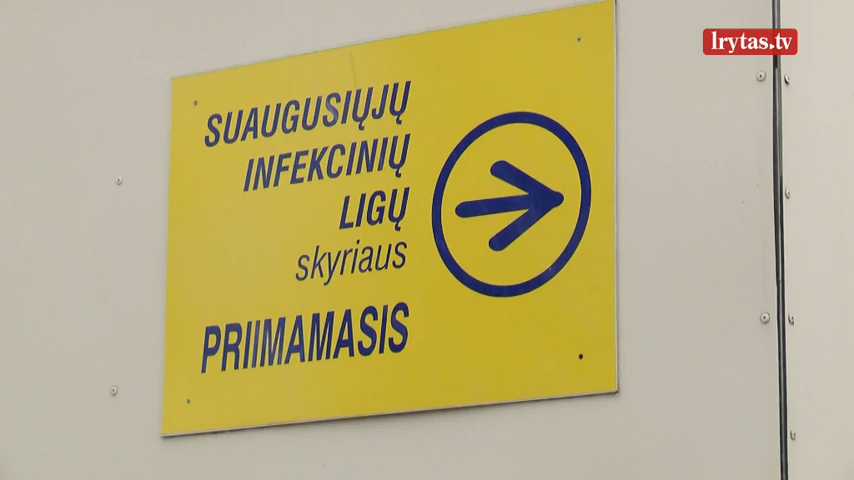 lrytas.tv
SUAUGUSIŲJŲ
INFEKCINIŲ
LIGŲ
skyriaus
PRIIMAMASIS